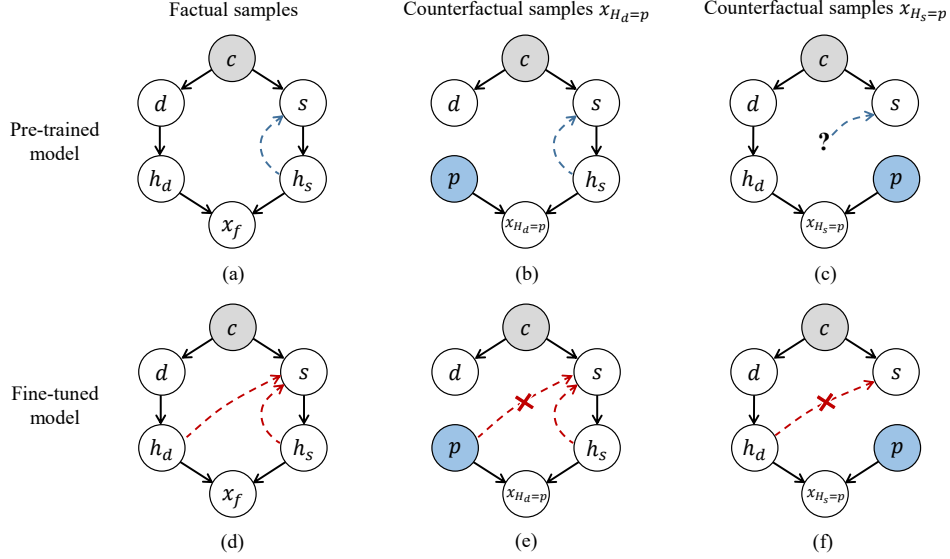 Factual samples
Counterfactual samples $x_{H_d=p}$
Counterfactual samples $x_{H_s=p}$
Pre-trained
model
c
d
s
h_d
h_s
x_f
(a)
c
d
s
p
h_s
x_{H_d=p}
(b)
c
d
s
?
h_d
p
x_{H_s=p}
(c)
Fine-tuned
model
c
d
s
h_d
h_s
x_f
(d)
c
d
s
p
h_s
x_{H_d=p}
(e)
c
d
s
h_d
p
x_{H_s=p}
(f)